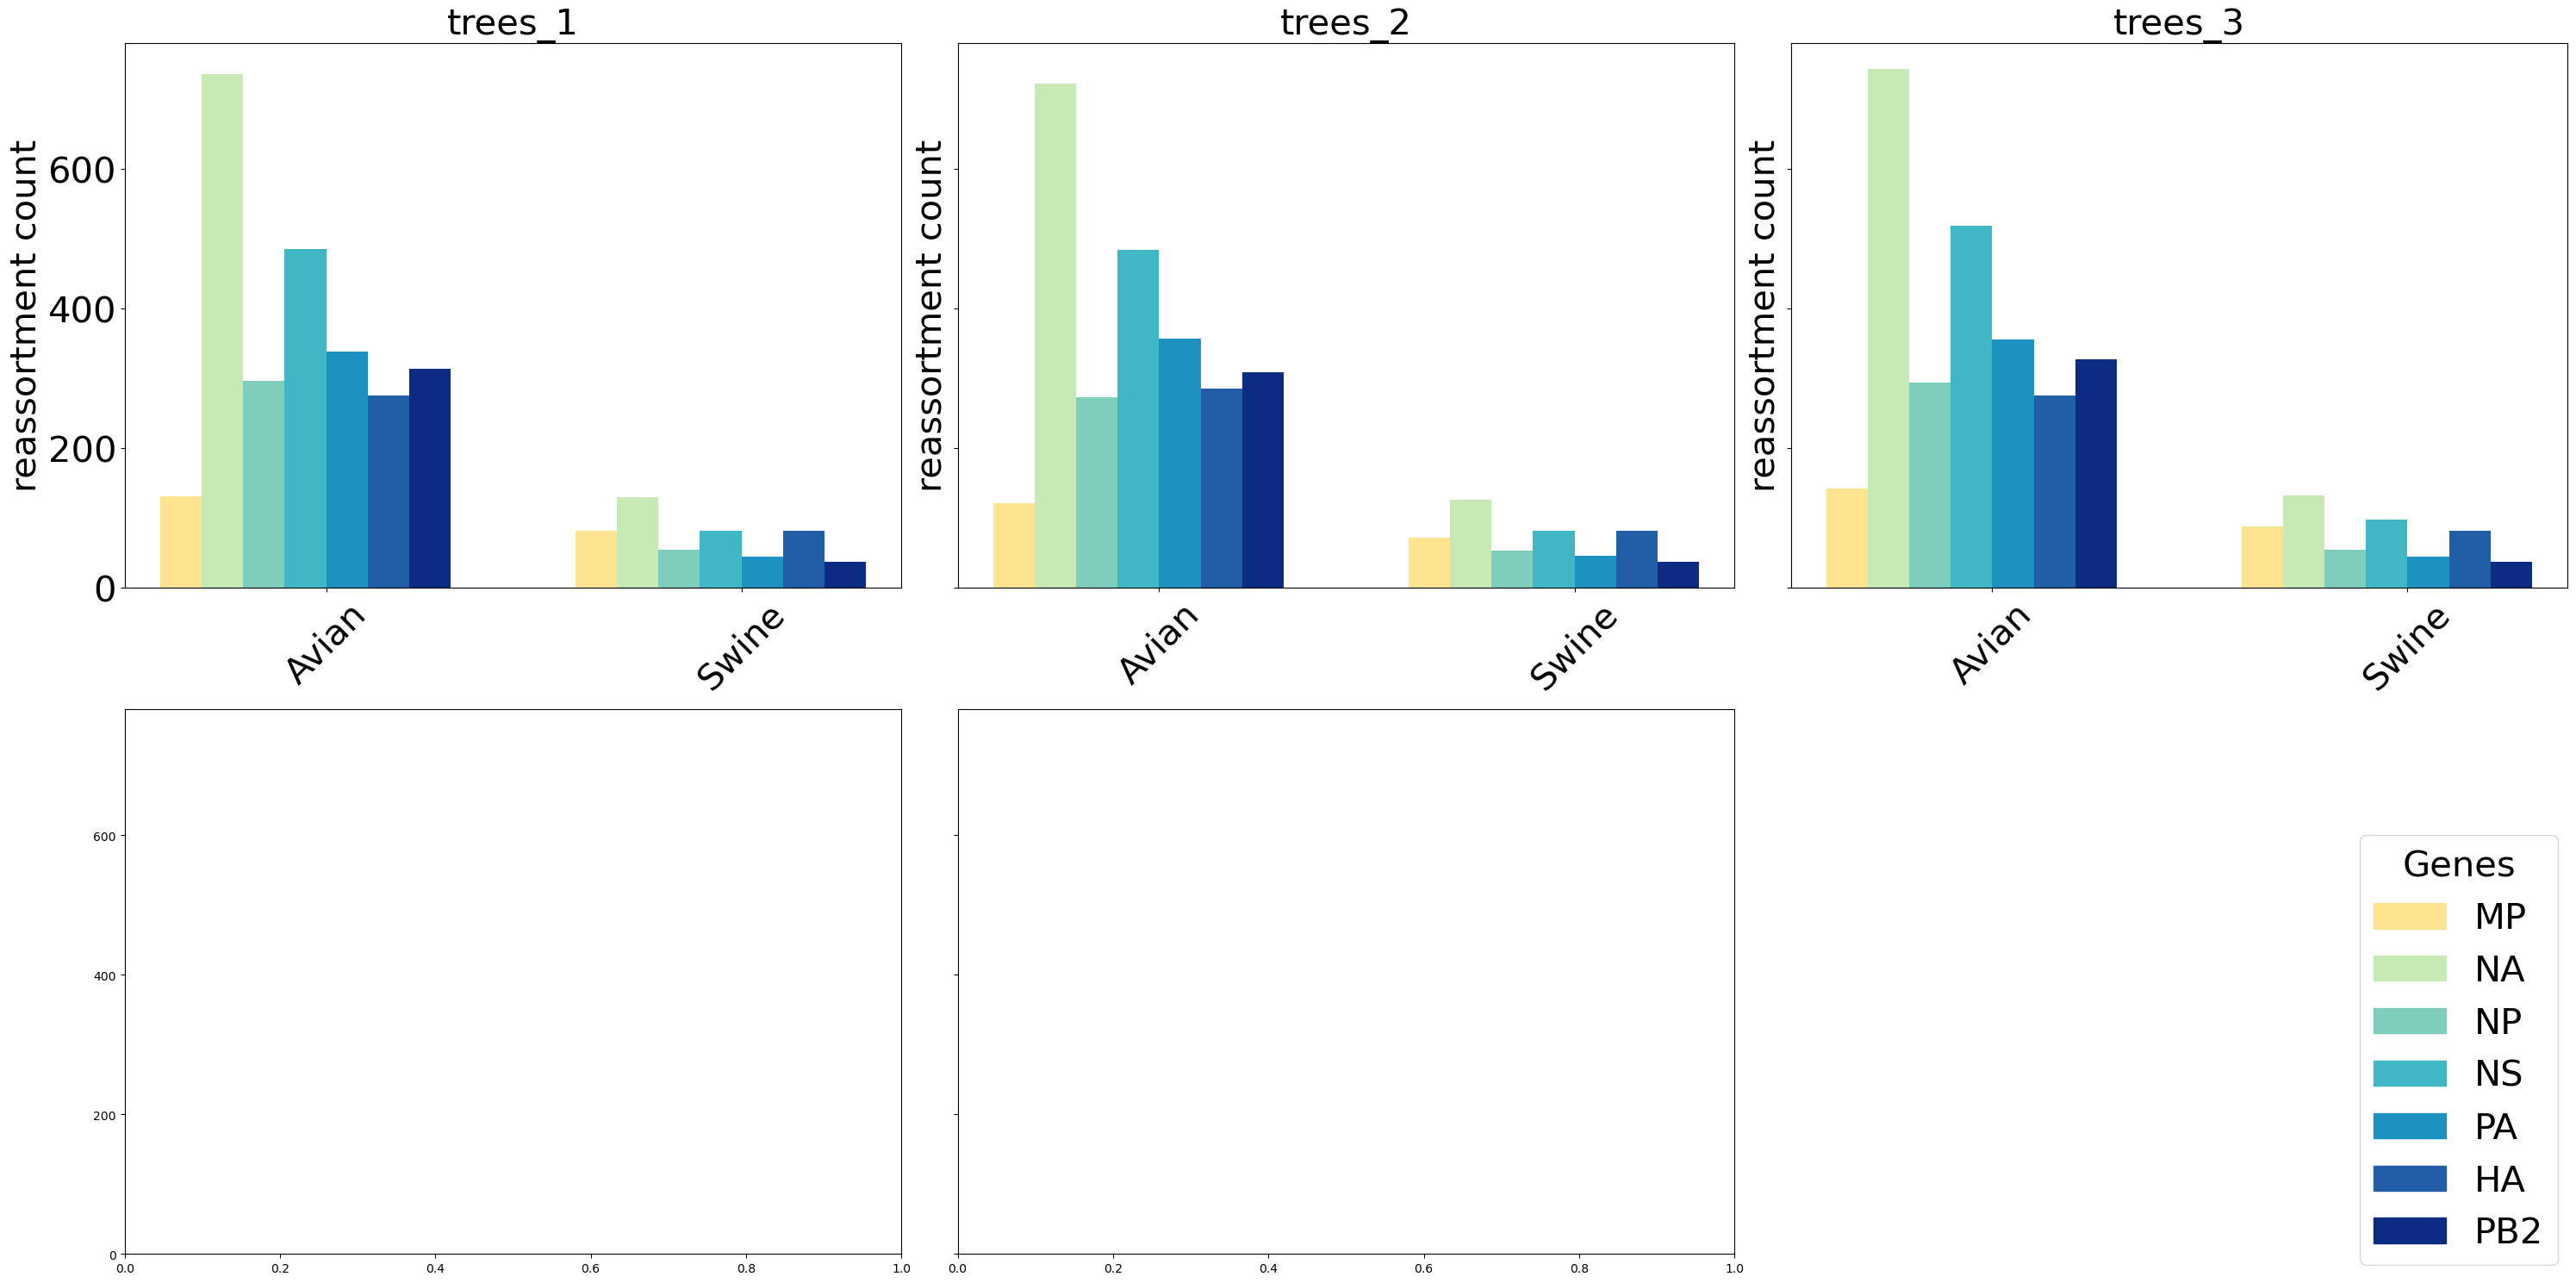 trees_1
trees_2
trees_3
reassortment count
600
400
200
0
Avian
Swine
reassortment count
Avian
Swine
reassortment count
Avian
Swine
600
400
200
0
0.0 0.2 0.4 0.6 0.8 1.0
0.0 0.2 0.4 0.6 0.8 1.0
Genes
MP
NA
NP
NS
PA
HA
PB2